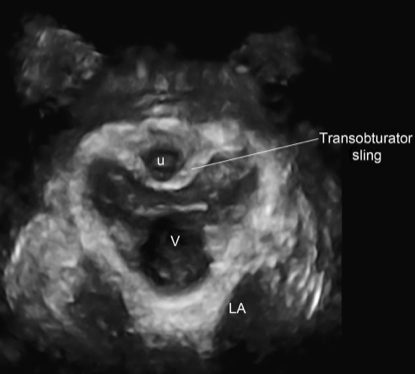 u
Transobturator
sling
V
LA